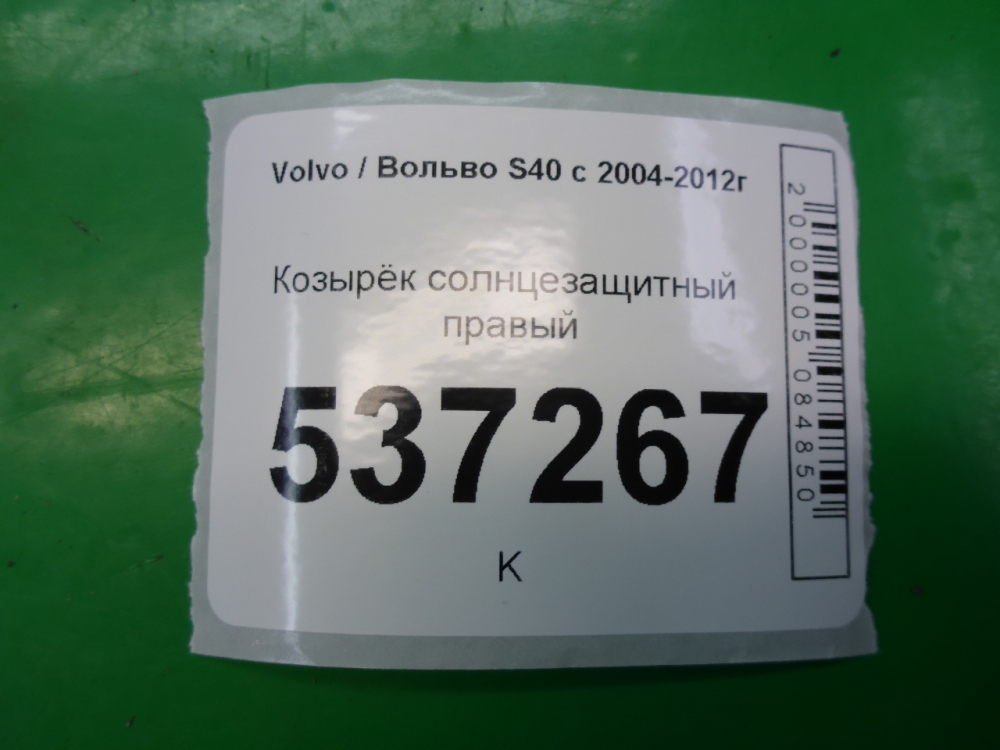 Volvo / Вольво S40 с 2004-2012г
Козырёк солнцезащитный
правый
537267
К
2000005084850